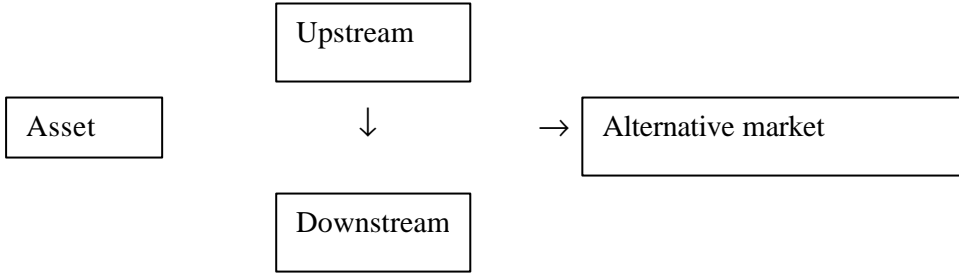 Upstream
Asset
↓
→
Alternative market
Downstream